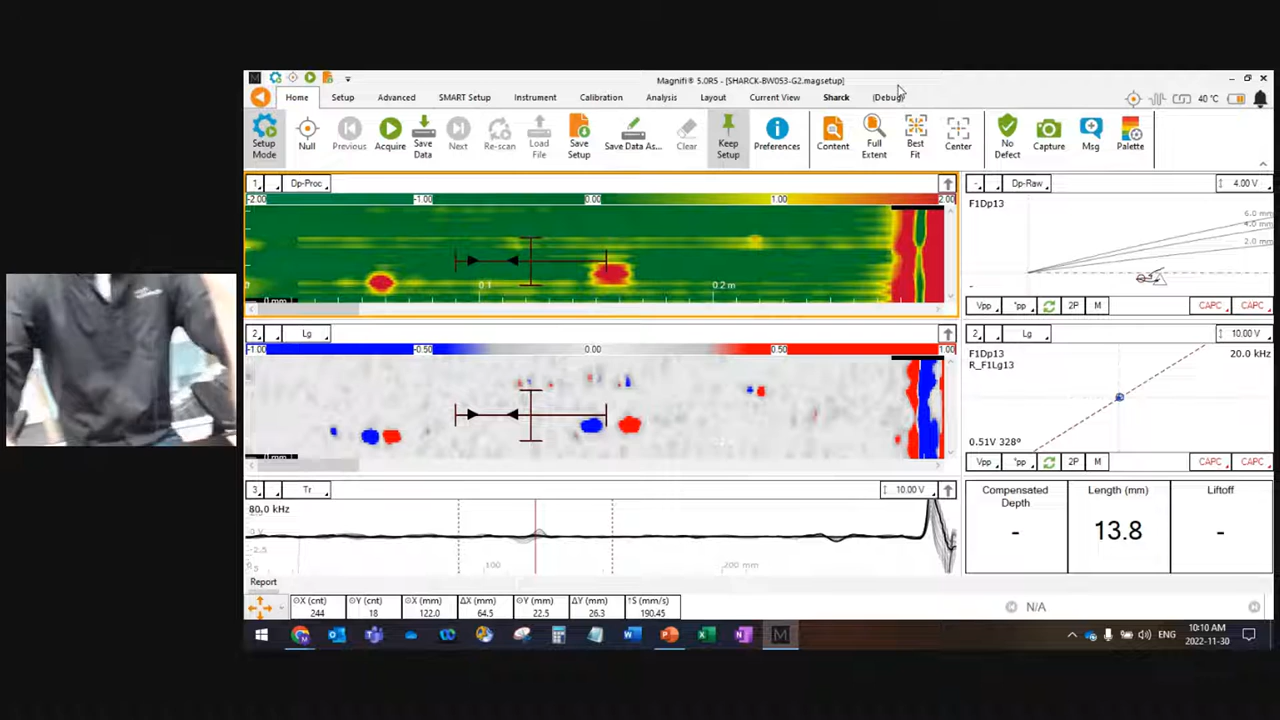 Magnifi® 5.0R5 - [SHARCK-BW053-G2.magsetup]
Home Setup Advanced SMART Setup Instrument Calibration Analysis Layout Current View Sharck (Debug) 40 °C
Setup Mode Null Previous Acquire Save Data Next Re-scan Load File Save Setup Save Data As... Clear Keep Setup Preferences Content Full Extent Best Fit Center No Defect Capture Msg Palette
1 Dp-Proc
-2.00 -1.00 0.00 1.00 2.00
0 0.1 0.2 m
0 mm
2 Lg
-1.00 -0.50 0.00 0.50 1.00
3 Tr 10.00 V
80.0 kHz
0 V
-2.5
100 200 mm
Report
⊙X (cnt) ⊙Y (cnt) ⊙X (mm) ΔX (mm) ⊙Y (mm) ΔY (mm) ↑S (mm/s)
244 18 122.0 64.5 22.5 26.3 190.45
- Dp-Raw 4.00 V
F1Dp13
6.0 mm
4.0 mm
2.0 mm
-
Vpp °pp 2P M CAPC CAPC
2 Lg 10.00 V
F1Dp13 20.0 kHz
R_F1Lg13
0.51V 328°
Vpp °pp 2P M CAPC CAPC
Compensated Depth Length (mm) Liftoff
- 13.8 -
N/A
ENG 10:10 AM
2022-11-30